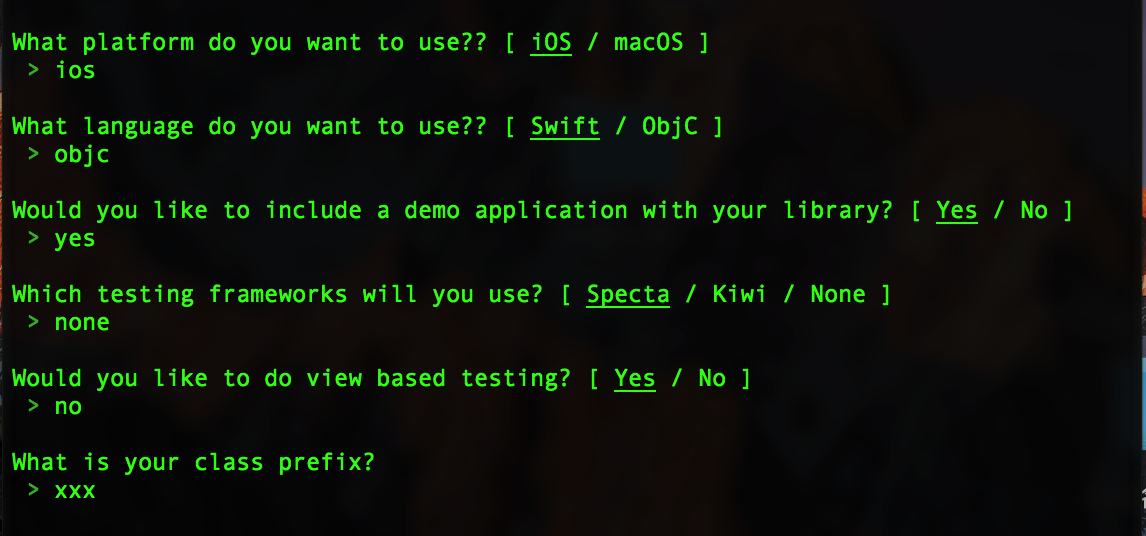 What platform do you want to use?? [ iOS / macOS ]
> ios
What language do you want to use?? [ Swift / ObjC ]
> objc
Would you like to include a demo application with your library? [ Yes / No ]
> yes
Which testing frameworks will you use? [ Specta / Kiwi / None ]
> none
Would you like to do view based testing? [ Yes / No ]
> no
What is your class prefix?
> xxx